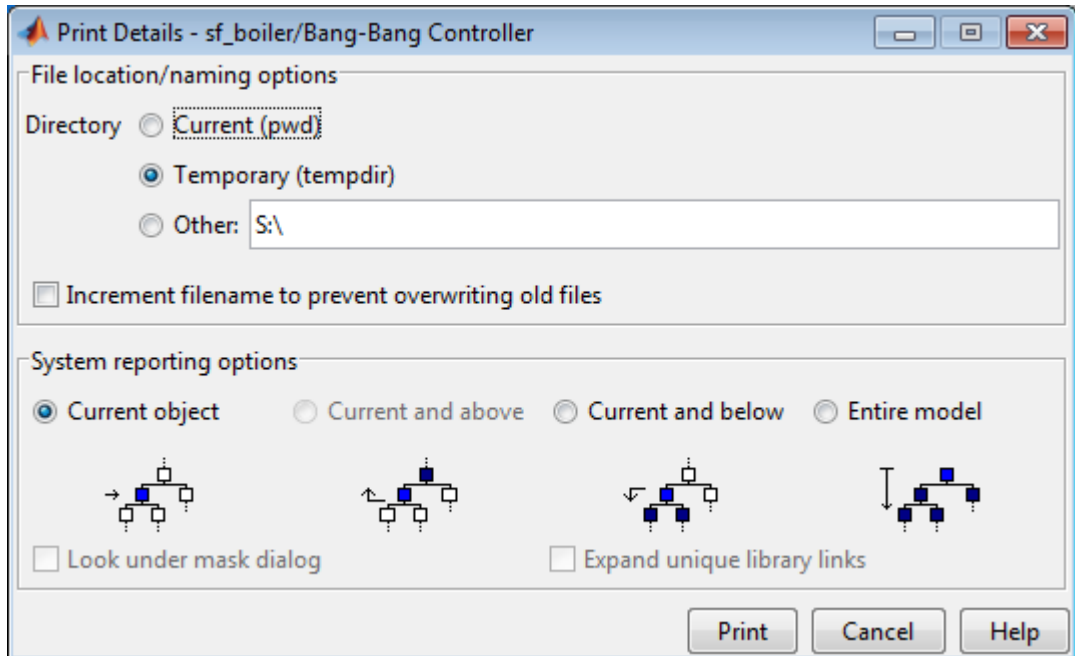 Print Details - sf_boiler/Bang-Bang Controller
File location/naming options
Directory Current (pwd)
Temporary (tempdir)
Other: S:\
Increment filename to prevent overwriting old files
System reporting options
Current object Current and above Current and below Entire model
Look under mask dialog Expand unique library links
Print Cancel Help